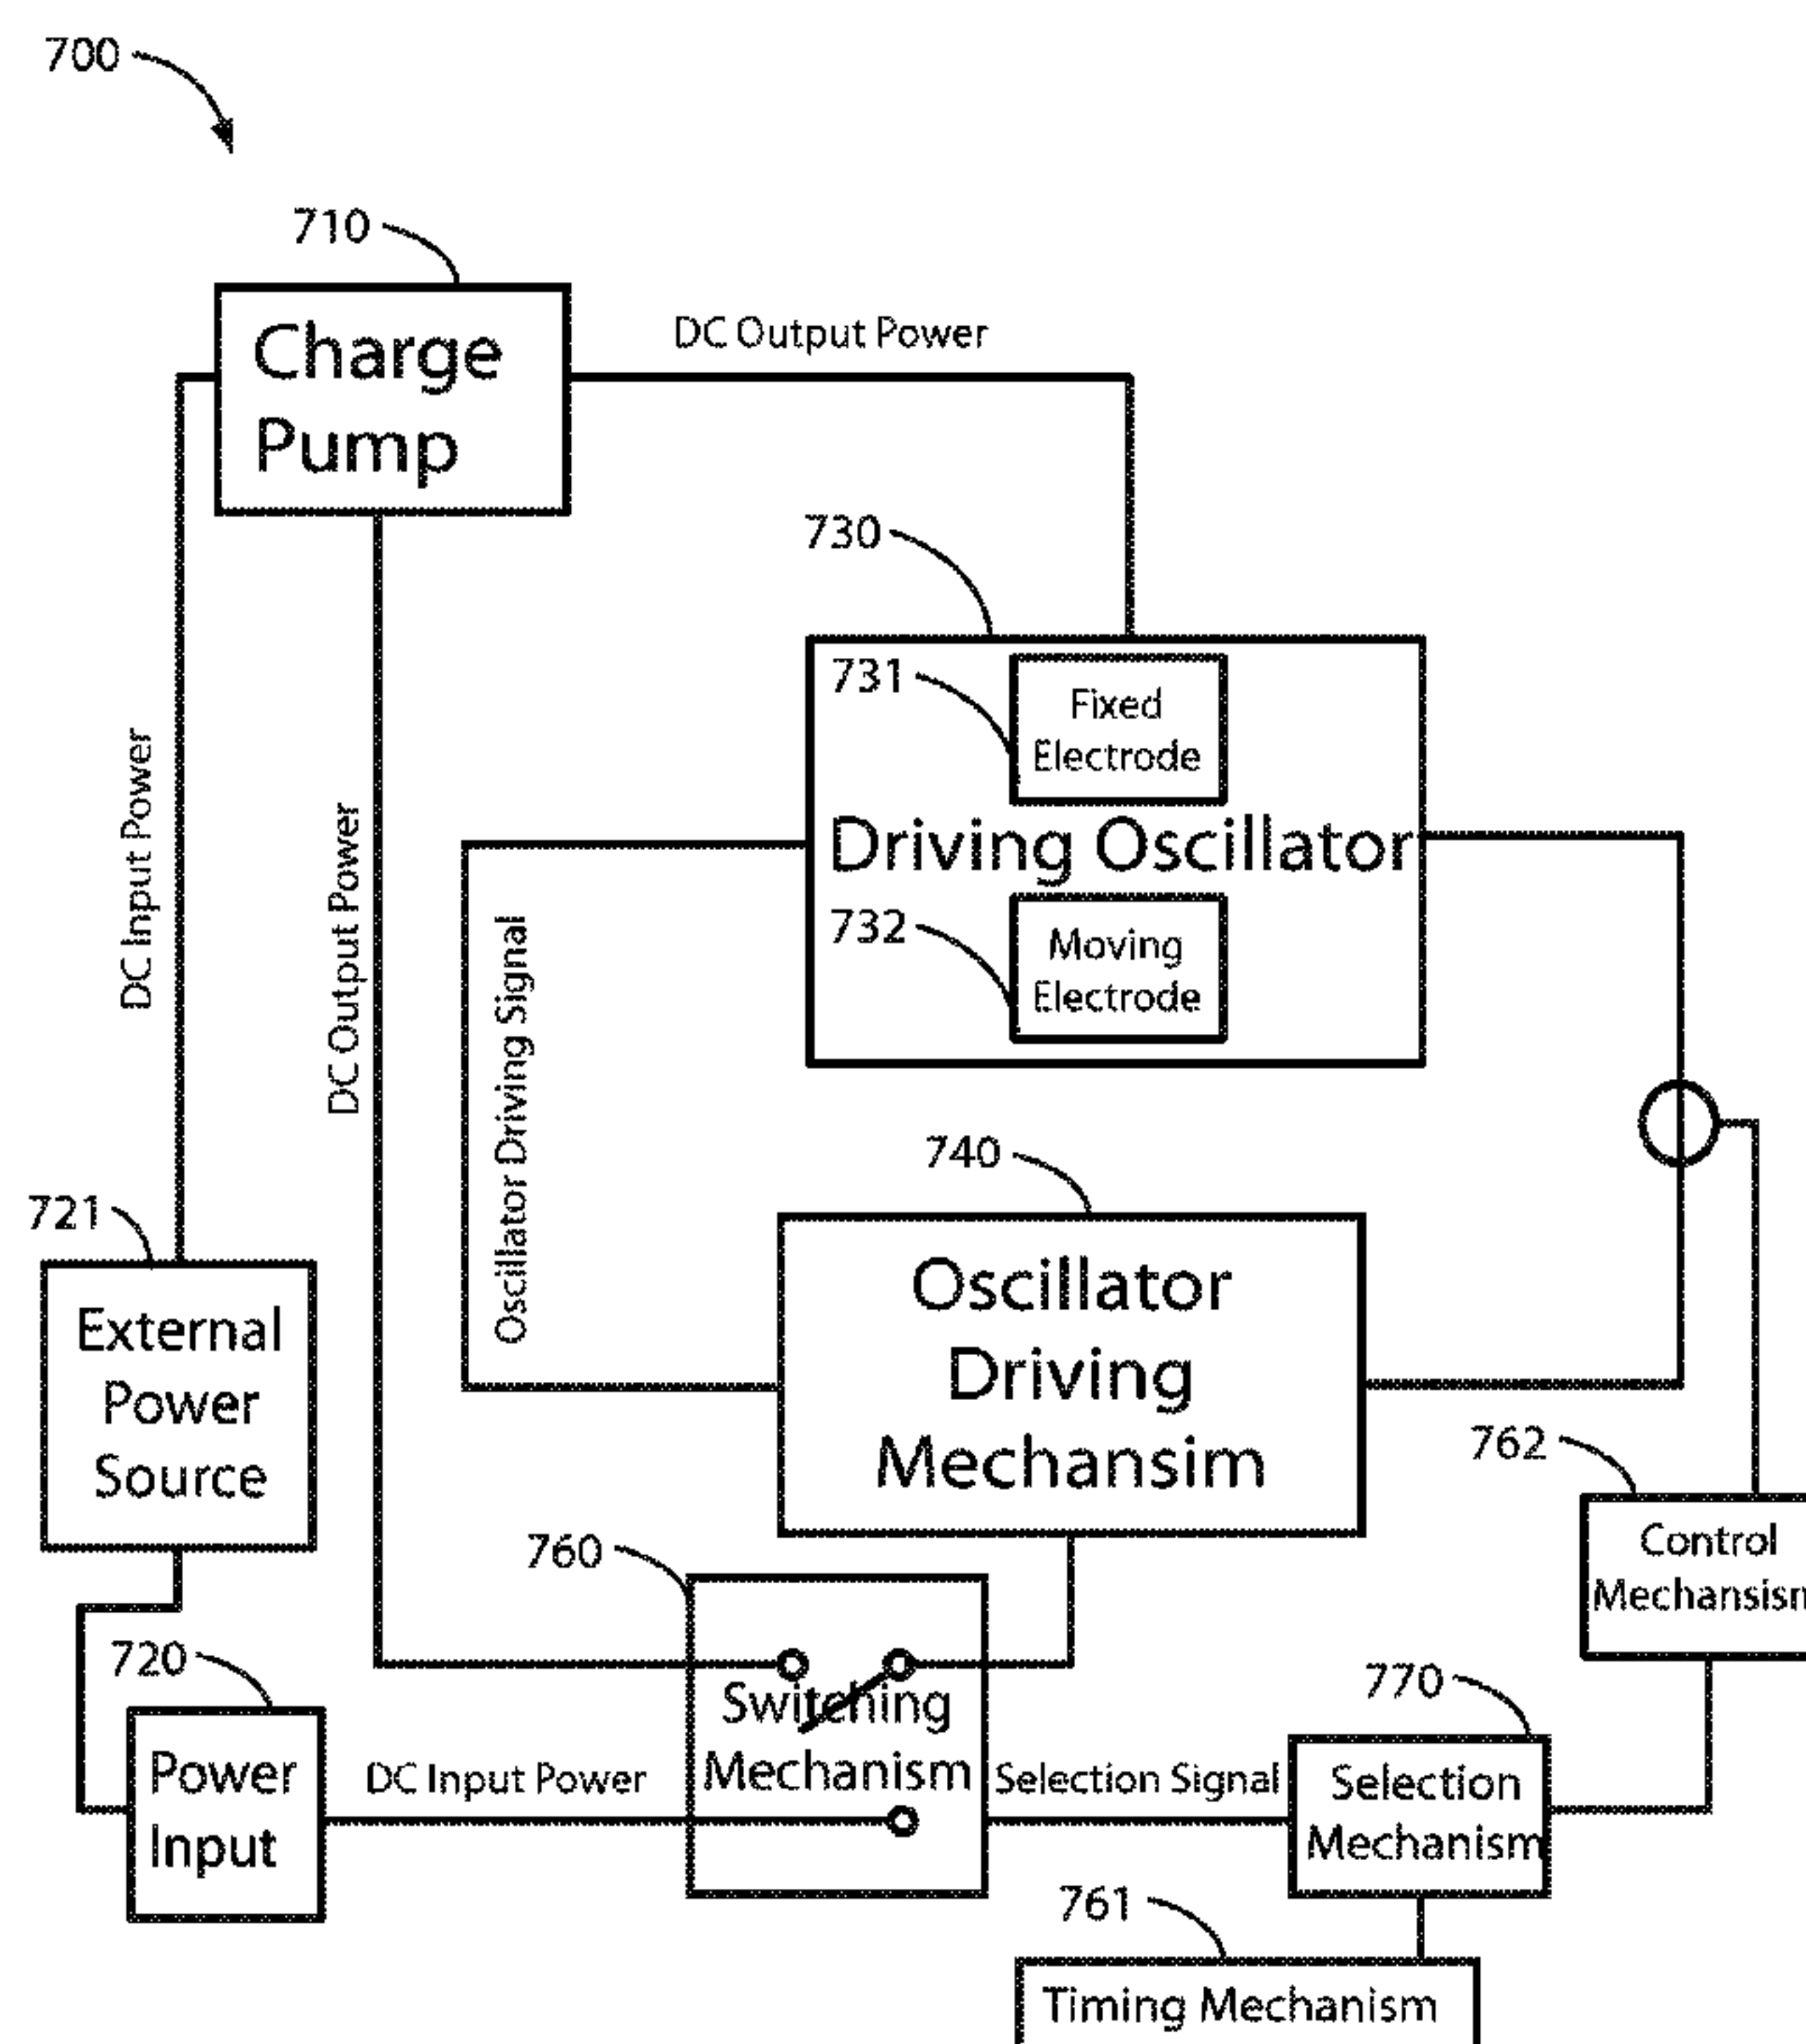 700
710
Charge
Pump
DC Output Power
730
731
Fixed
Electrode
Driving Oscillator
732
Moving
Electrode
DC Input Power
DC Output Power
Oscillator Driving Signal
740
Oscillator
Driving
Mechansim
721
External
Power
Source
762
Control
Mechansism
760
Switching
Mechanism
720
Power
Input
DC Input Power
Selection Signal
770
Selection
Mechanism
761
Timing Mechanism